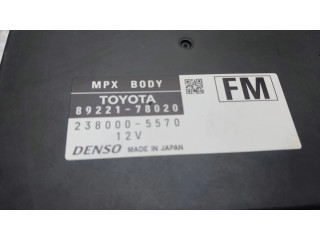 MPX BODY
TOYOTA
89221-78020
238000-5570
12V
DENSO MADE IN JAPAN
FM